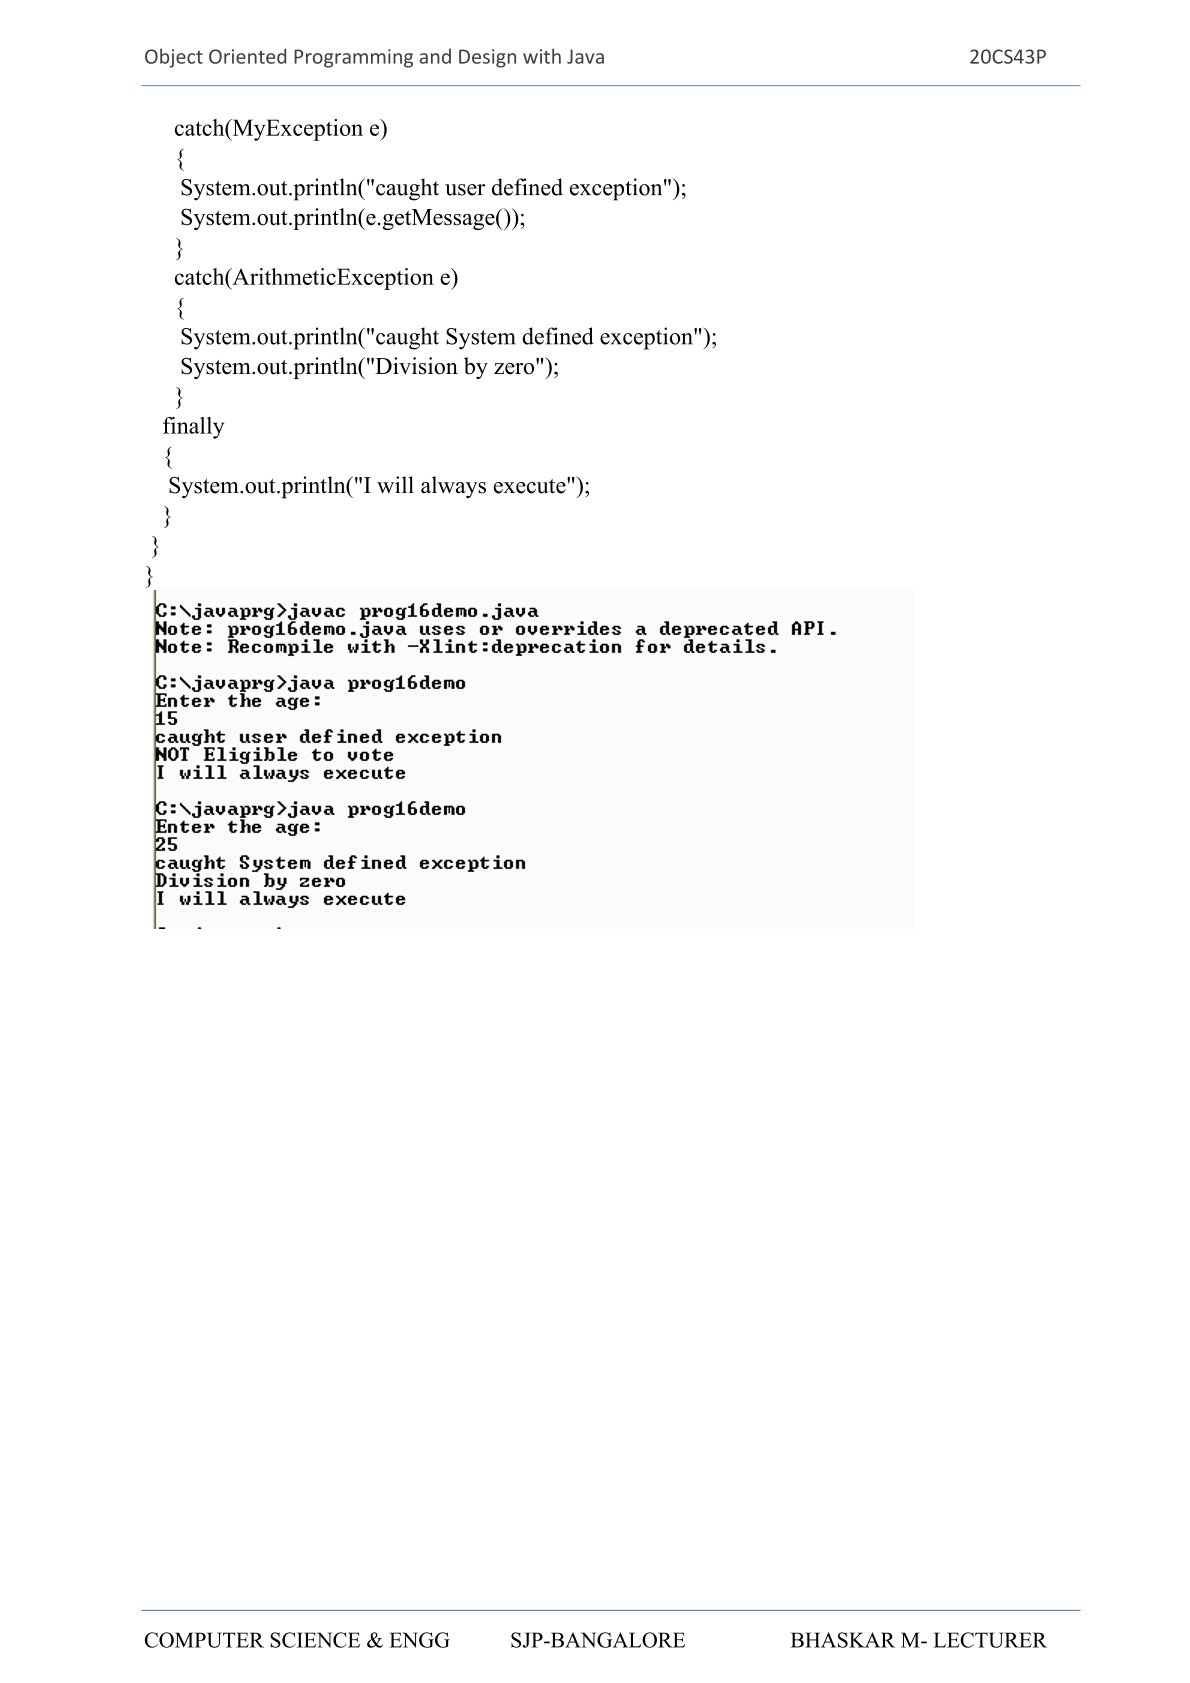 Object Oriented Programming and Design with Java 20CS43P
catch(MyException e)
{
System.out.println("caught user defined exception");
System.out.println(e.getMessage());
}
catch(ArithmeticException e)
{
System.out.println("caught System defined exception");
System.out.println("Division by zero");
}
finally
{
System.out.println("I will always execute");
}
}
}
C:\javaprg>javac prog16demo.java
Note: prog16demo.java uses or overrides a deprecated API.
Note: Recompile with -Xlint:deprecation for details.
C:\javaprg>java prog16demo
Enter the age:
15
caught user defined exception
NOT Eligible to vote
I will always execute
C:\javaprg>java prog16demo
Enter the age:
25
caught System defined exception
Division by zero
I will always execute
COMPUTER SCIENCE & ENGG SJP-BANGALORE BHASKAR M- LECTURER